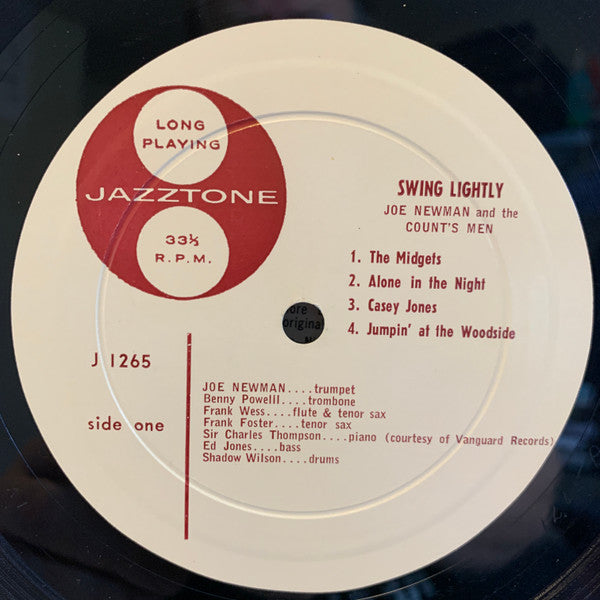 LONG
PLAYING
JAZZTONE
33⅓
R.P.M.
SWING LIGHTLY
JOE NEWMAN and the
COUNT'S MEN
1. The Midgets
2. Alone in the Night
3. Casey Jones
4. Jumpin' at the Woodside
ore
origina
J 1265
side one
JOE NEWMAN....trumpet
Benny Powelll....trombone
Frank Wess....flute & tenor sax
Frank Foster....tenor sax
Sir Charles Thompson....piano (courtesy of Vanguard Records)
Ed Jones....bass
Shadow Wilson....drums